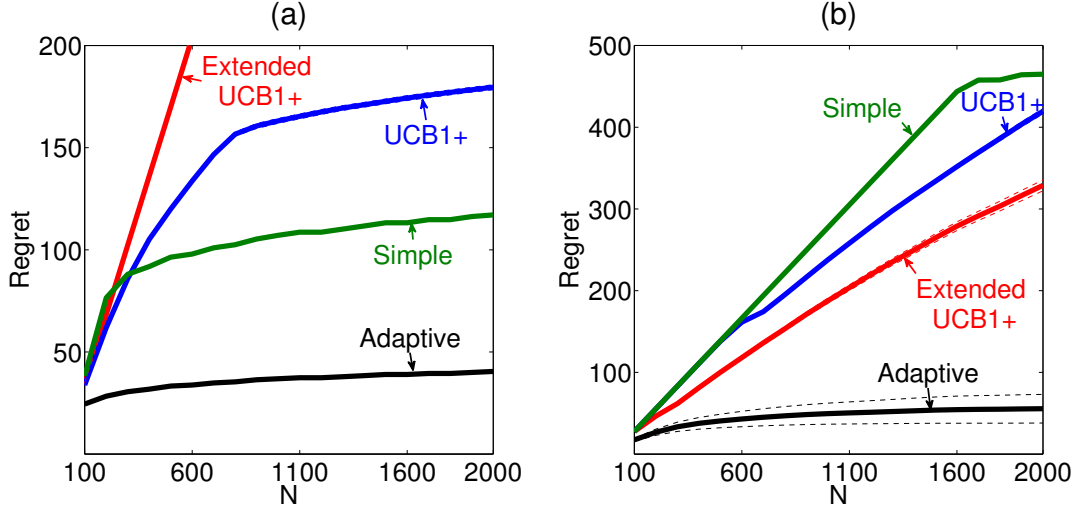 (a)
200
150
100
50
Regret
Extended
UCB1+
UCB1+
Simple
Adaptive
100
600
1100
1600
2000
N
(b)
500
400
300
200
100
Regret
Simple
UCB1+
Extended
UCB1+
Adaptive
100
600
1100
1600
2000
N